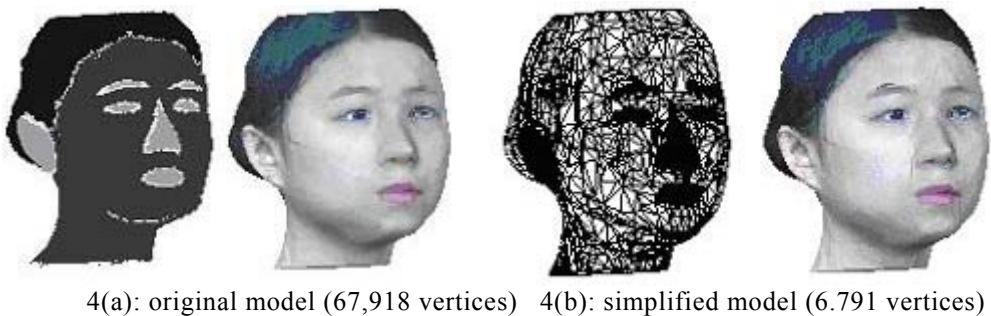 4(a): original model (67,918 vertices) 4(b): simplified model (6.791 vertices)